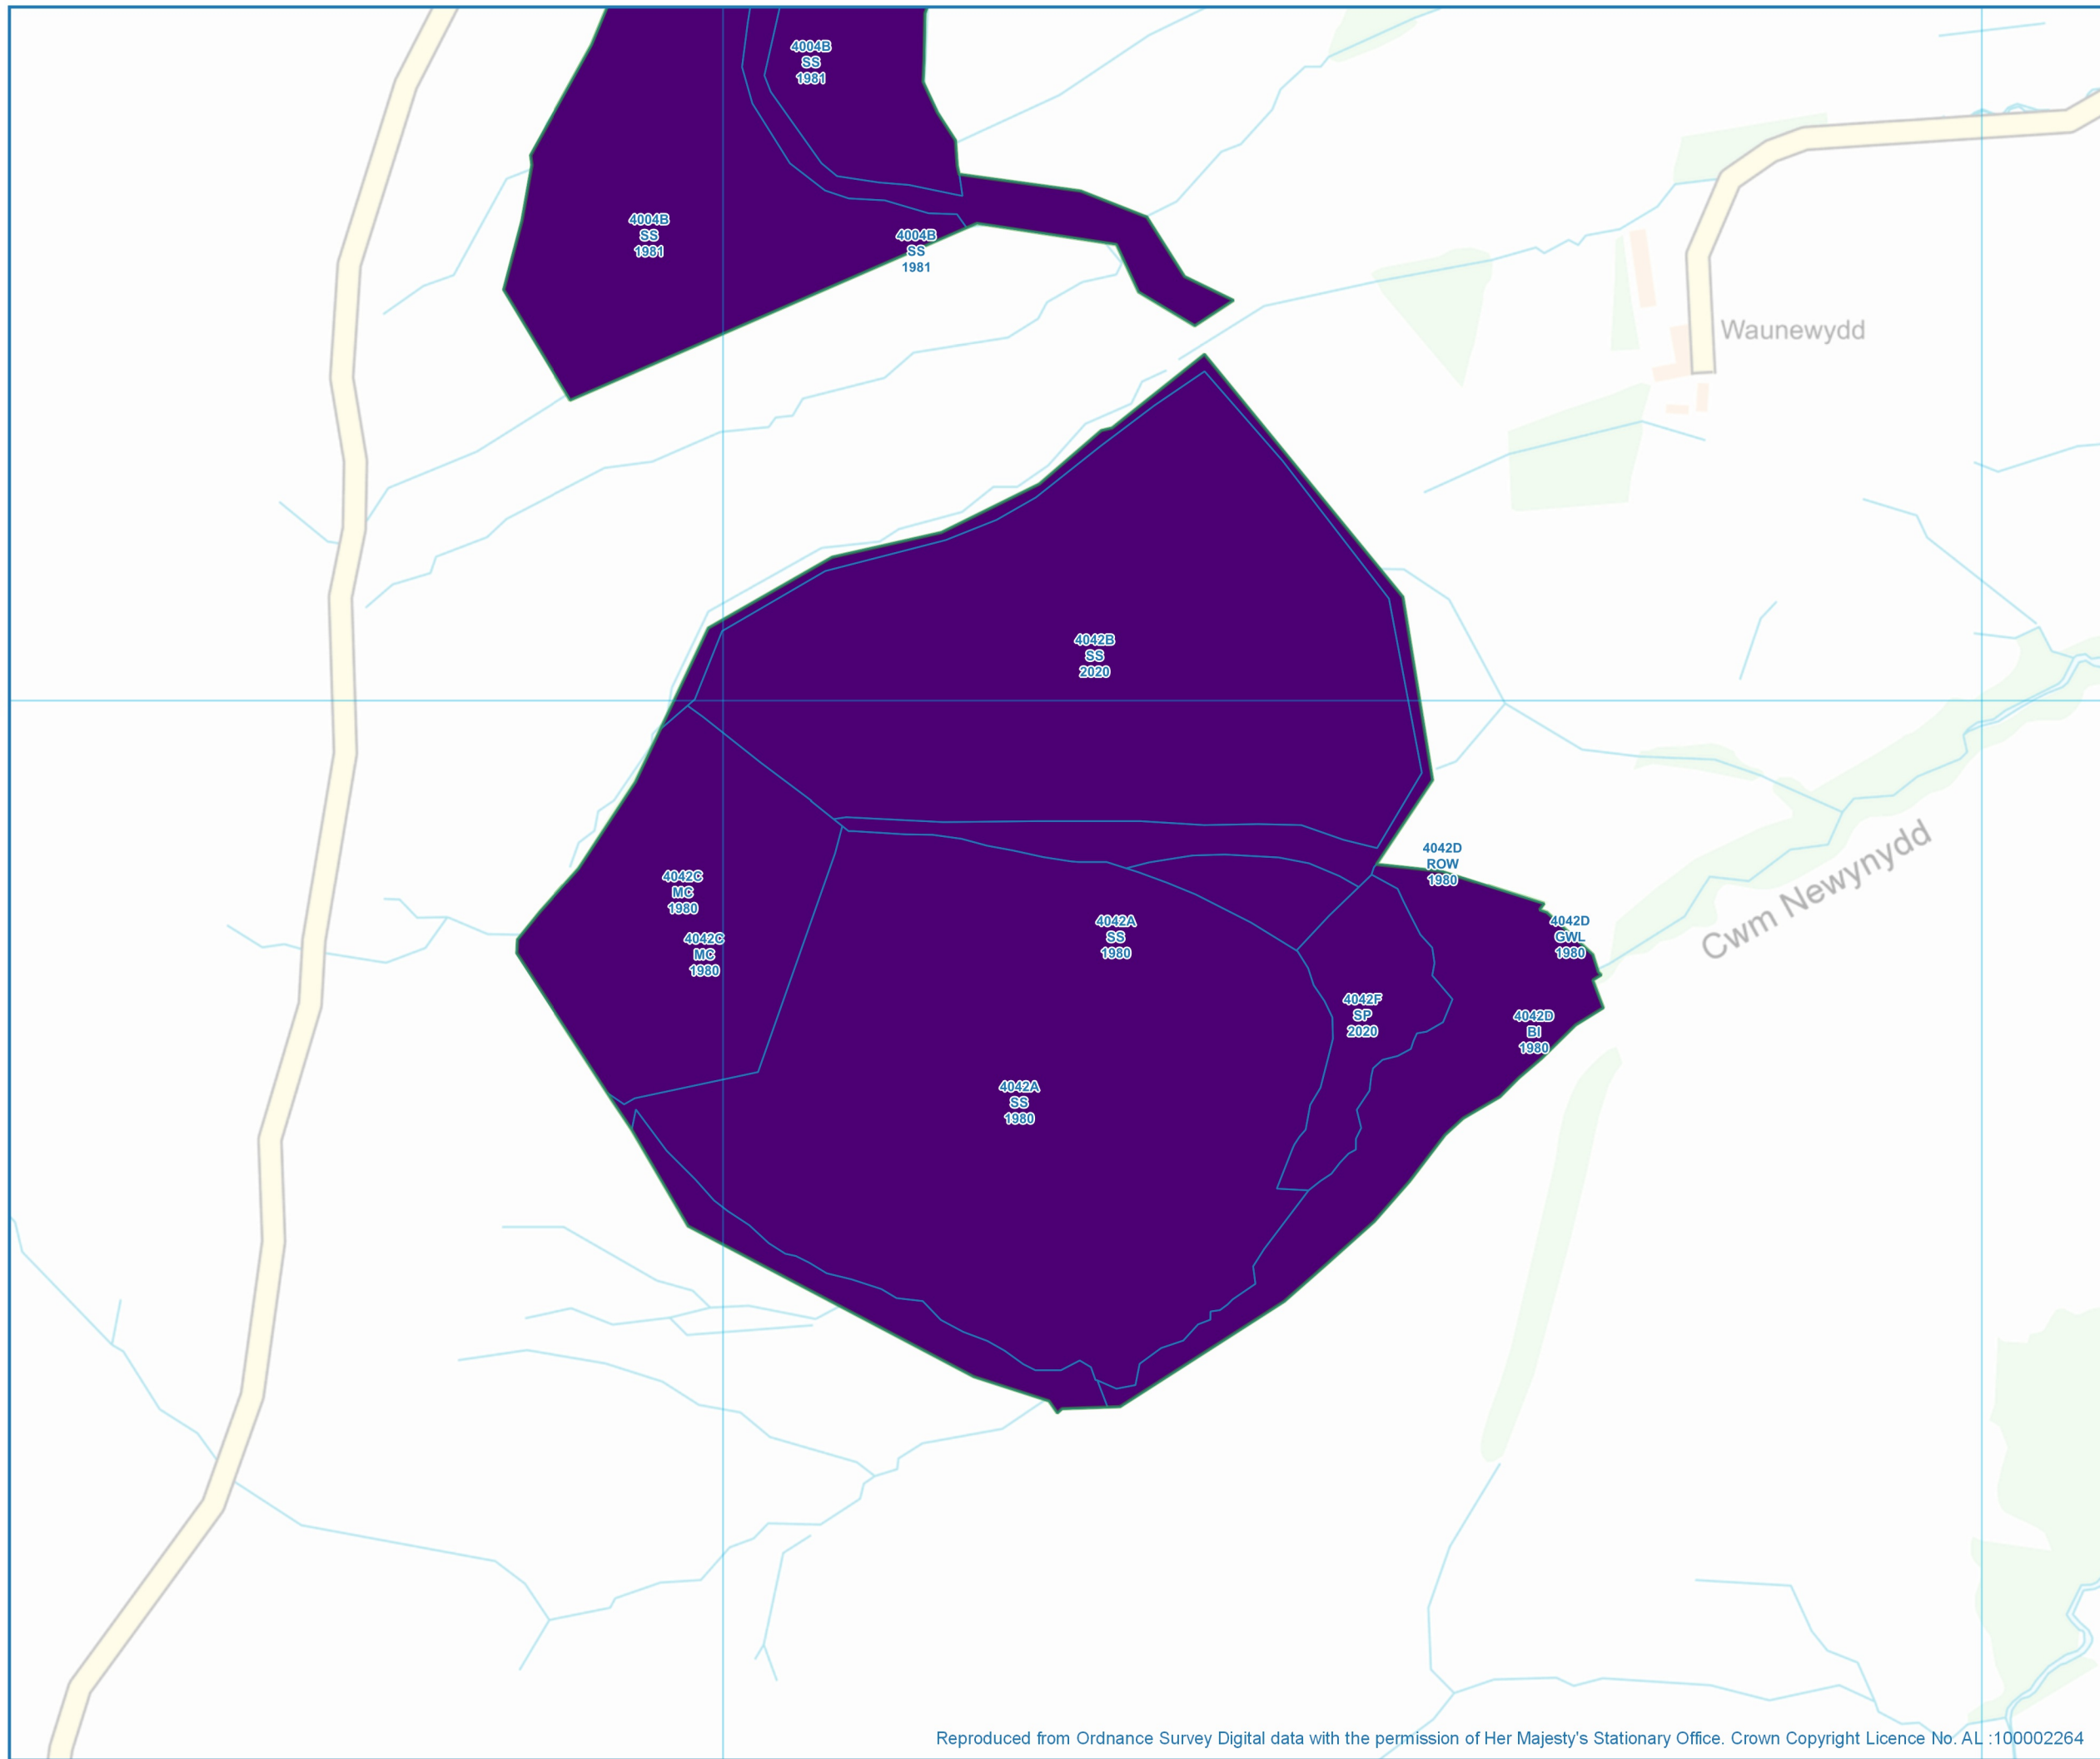 4004B
SS
1981
4004B
SS
1981
4004B
SS
1981
Waunewydd
4042B
SS
2020
4042D
ROW
1980
4042C
MC
1980
4042C
MC
1980
4042A
SS
1980
4042D
GWL
1980
Cwm Newynydd
4042F
SP
2020
4042D
BI
1980
4042A
SS
1980
Reproduced from Ordnance Survey Digital data with the permission of Her Majesty's Stationary Office. Crown Copyright Licence No. AL :100002264